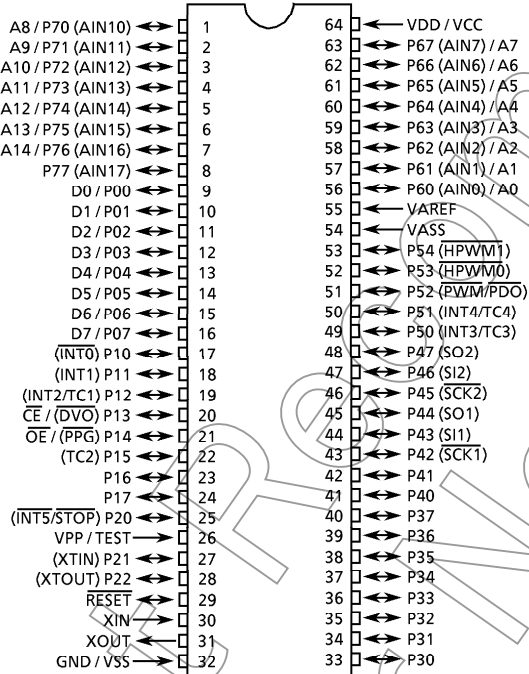 A8 / P70 (AIN10) 1 64 VDD / VCC
A9 / P71 (AIN11) 2 63 P67 (AIN7) / A7
A10 / P72 (AIN12) 3 62 P66 (AIN6) / A6
A11 / P73 (AIN13) 4 61 P65 (AIN5) / A5
A12 / P74 (AIN14) 5 60 P64 (AIN4) / A4
A13 / P75 (AIN15) 6 59 P63 (AIN3) / A3
A14 / P76 (AIN16) 7 58 P62 (AIN2) / A2
P77 (AIN17) 8 57 P61 (AIN1) / A1
D0 / P00 9 56 P60 (AIN0) / A0
D1 / P01 10 55 VAREF
D2 / P02 11 54 VASS
D3 / P03 12 53 P54 (HPWM1)
D4 / P04 13 52 P53 (HPWM0)
D5 / P05 14 51 P52 (PWM/PDO)
D6 / P06 15 50 P51 (INT4/TC4)
D7 / P07 16 49 P50 (INT3/TC3)
(INT0) P10 17 48 P47 (SO2)
(INT1) P11 18 47 P46 (SI2)
(INT2/TC1) P12 19 46 P45 (SCK2)
CE / (DVO) P13 20 45 P44 (SO1)
OE / (PPG) P14 21 44 P43 (SI1)
(TC2) P15 22 43 P42 (SCK1)
P16 23 42 P41
P17 24 41 P40
(INT5/STOP) P20 25 40 P37
VPP / TEST 26 39 P36
(XTIN) P21 27 38 P35
(XTOUT) P22 28 37 P34
RESET 29 36 P33
XIN 30 35 P32
XOUT 31 34 P31
GND / VSS 32 33 P30